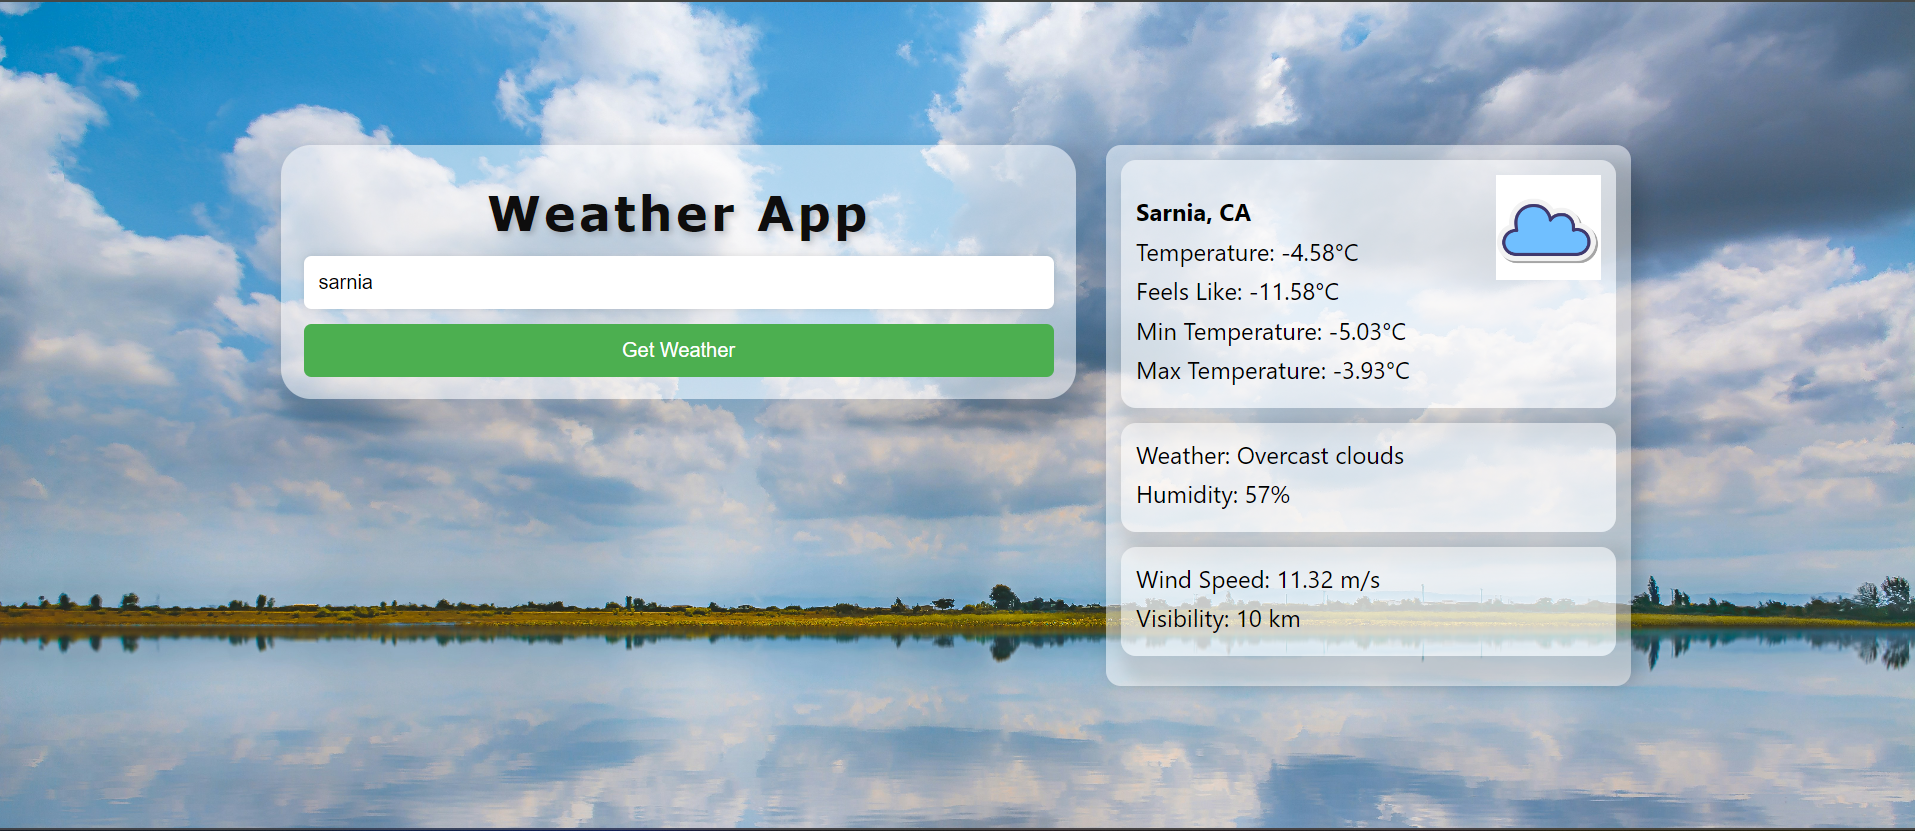 Weather App
sarnia
Get Weather
Sarnia, CA
Temperature: -4.58°C
Feels Like: -11.58°C
Min Temperature: -5.03°C
Max Temperature: -3.93°C
Weather: Overcast clouds
Humidity: 57%
Wind Speed: 11.32 m/s
Visibility: 10 km